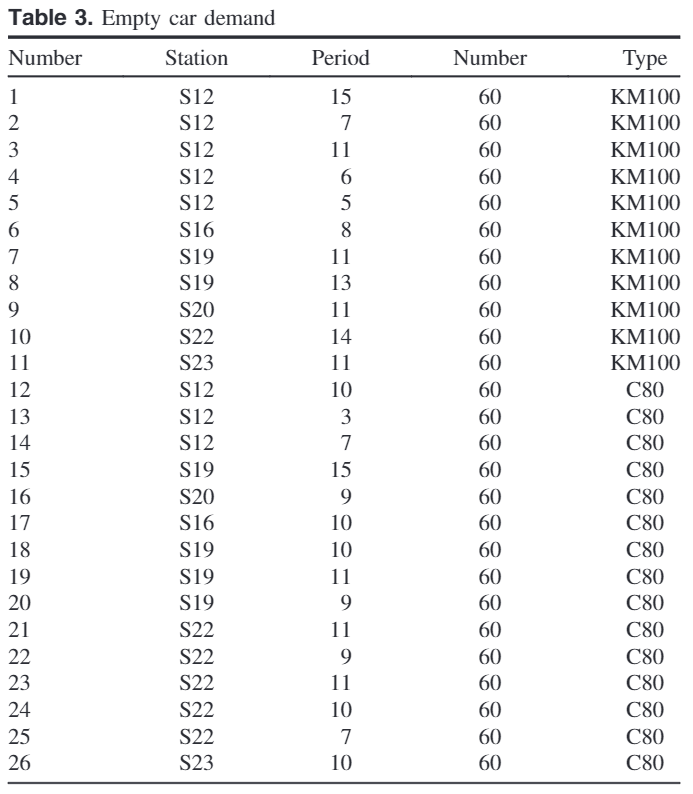 Table 3. Empty car demand
Number Station Period Number Type
1 S12 15 60 KM100
2 S12 7 60 KM100
3 S12 11 60 KM100
4 S12 6 60 KM100
5 S12 5 60 KM100
6 S16 8 60 KM100
7 S19 11 60 KM100
8 S19 13 60 KM100
9 S20 11 60 KM100
10 S22 14 60 KM100
11 S23 11 60 KM100
12 S12 10 60 C80
13 S12 3 60 C80
14 S12 7 60 C80
15 S19 15 60 C80
16 S20 9 60 C80
17 S16 10 60 C80
18 S19 10 60 C80
19 S19 11 60 C80
20 S19 9 60 C80
21 S22 11 60 C80
22 S22 9 60 C80
23 S22 11 60 C80
24 S22 10 60 C80
25 S22 7 60 C80
26 S23 10 60 C80